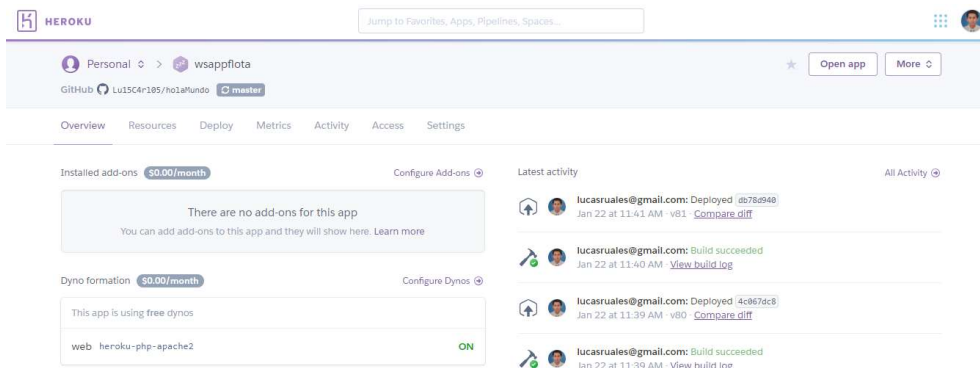 HEROKU
Jump to Favorites, Apps, Pipelines, Spaces...
Personal > wsappflota
Open app
More
GitHub Lu15C4r105/holaMundo master
Overview Resources Deploy Metrics Activity Access Settings
Installed add-ons $0.00/month Configure Add-ons
There are no add-ons for this app
You can add add-ons to this app and they will show here. Learn more
Dyno formation $0.00/month Configure Dynos
This app is using free dynos
web heroku-php-apache2 ON
Latest activity All Activity
lucasruales@gmail.com: Deployed db78d940
Jan 22 at 11:41 AM · v81 · Compare diff
lucasruales@gmail.com: Build succeeded
Jan 22 at 11:40 AM · View build log
lucasruales@gmail.com: Deployed 4c067dc8
Jan 22 at 11:39 AM · v80 · Compare diff
lucasruales@gmail.com: Build succeeded
Jan 22 at 11:39 AM · View build log